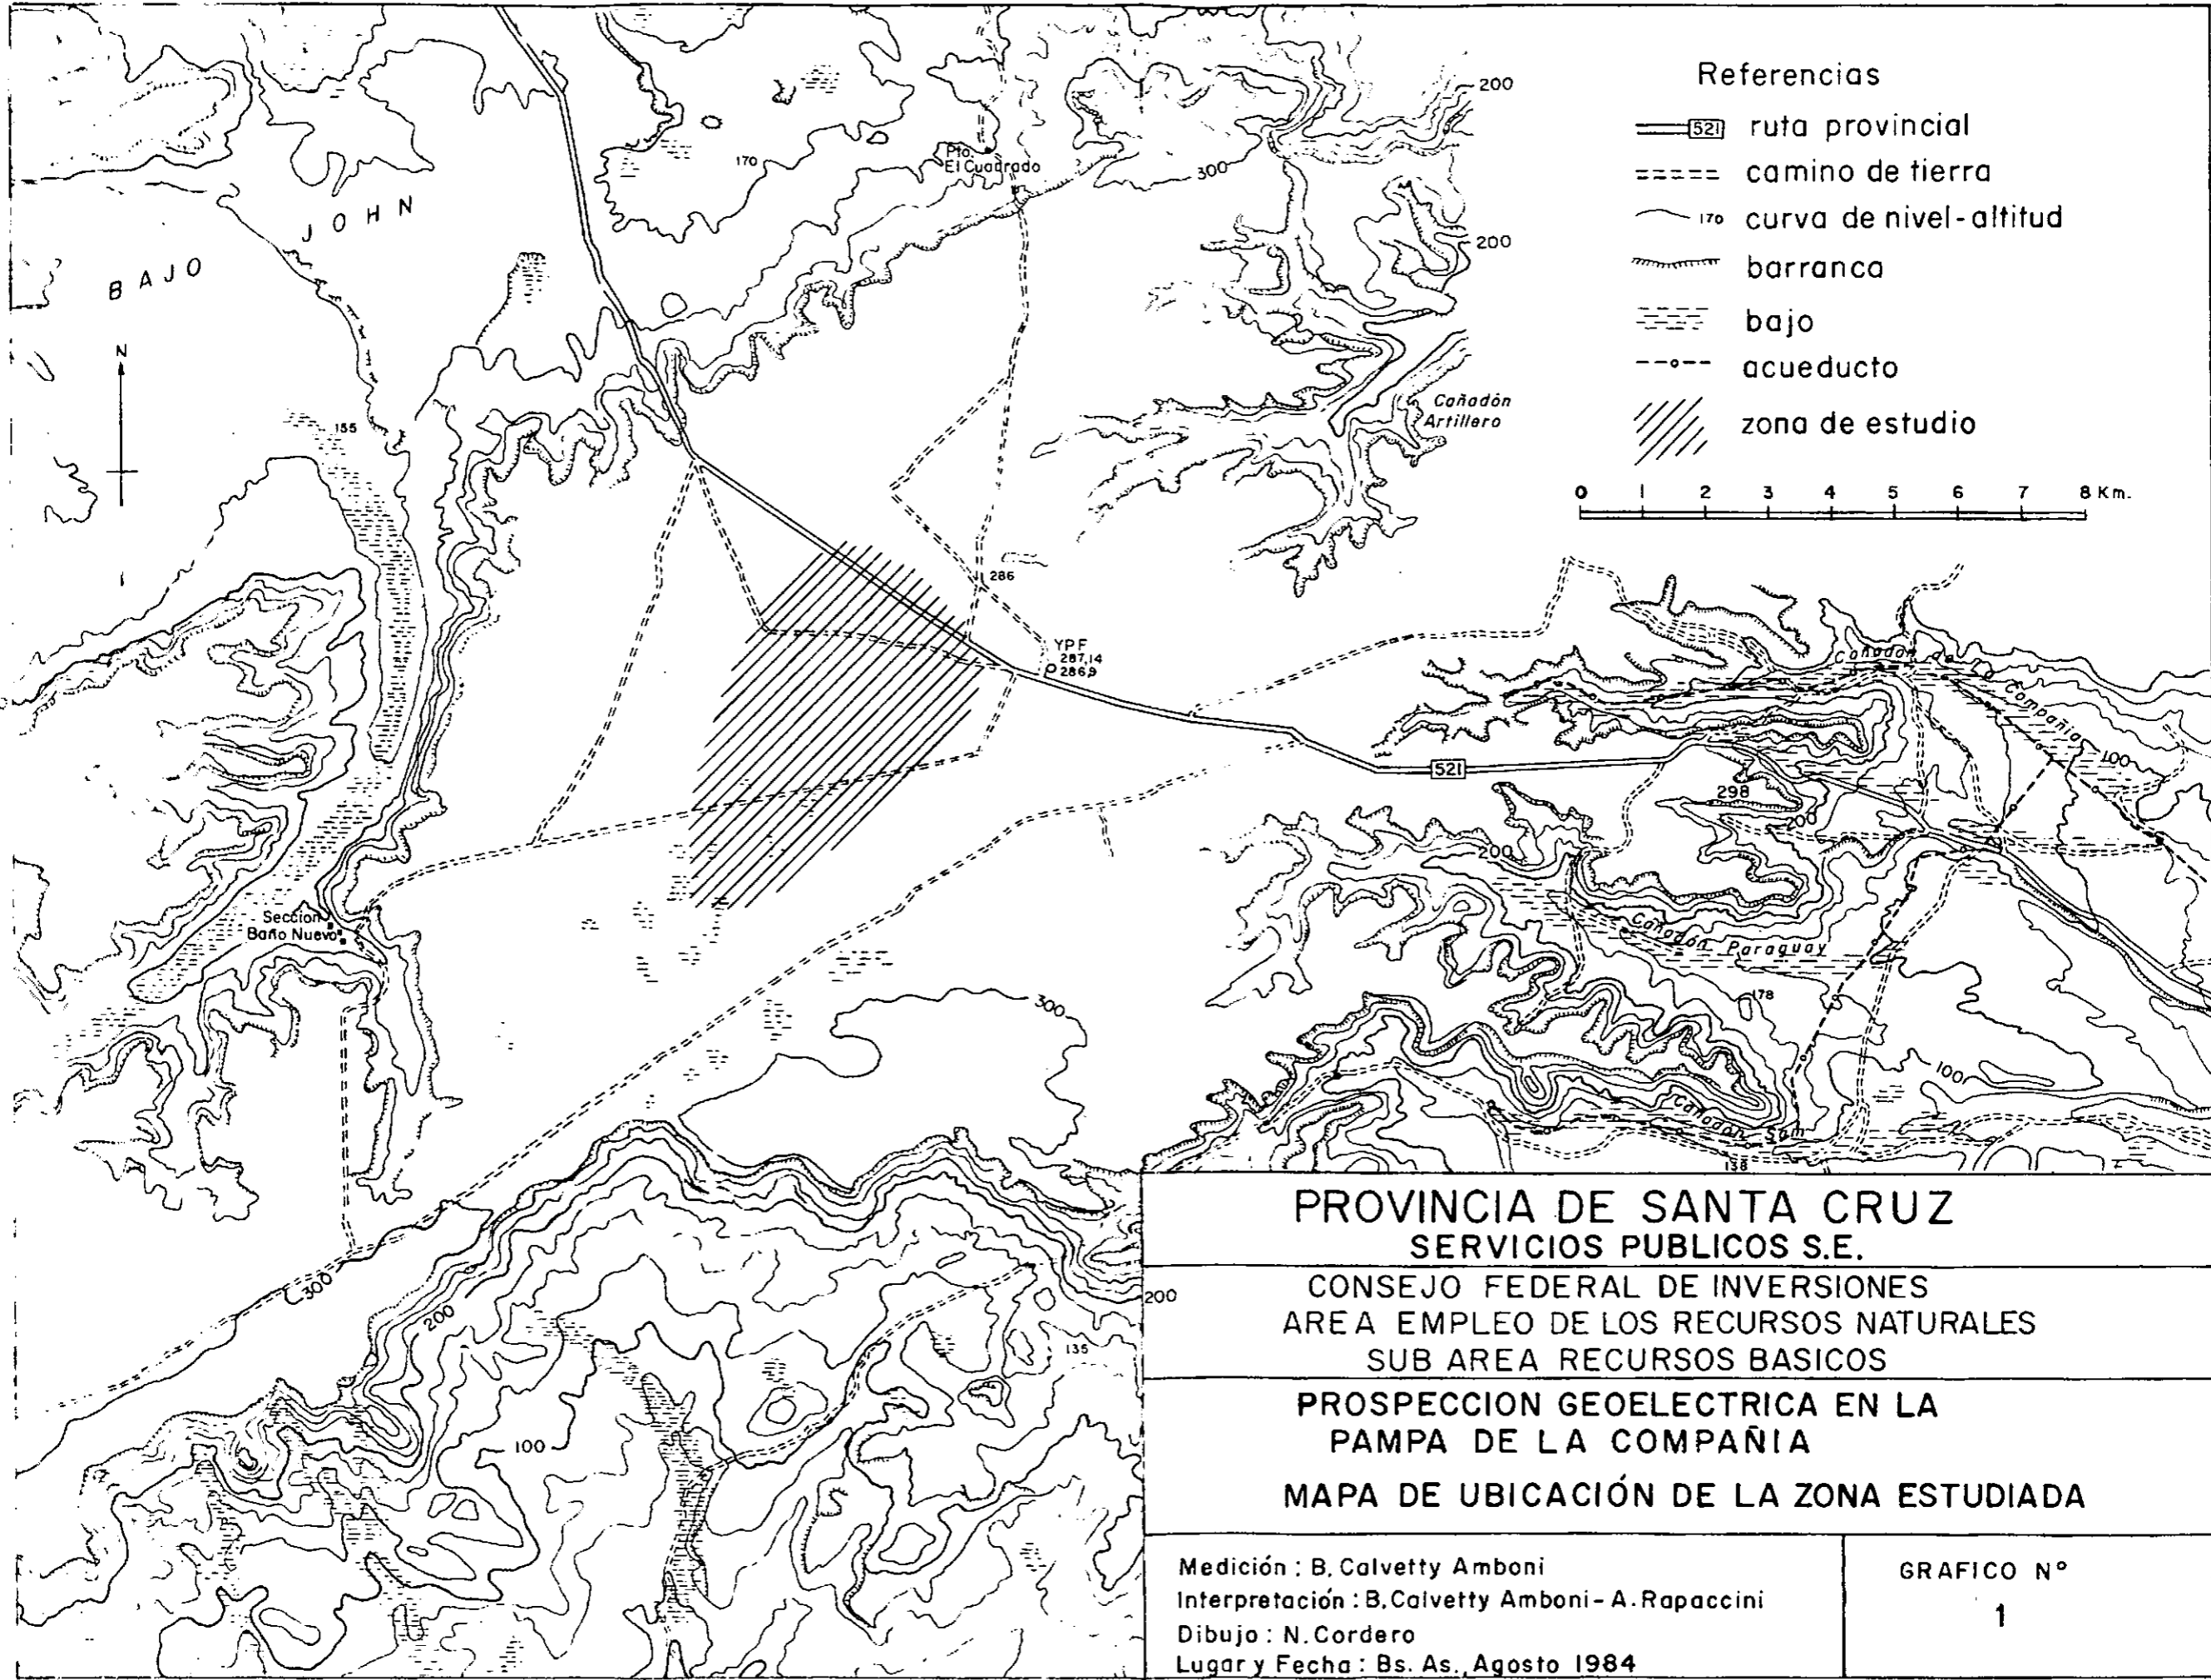 Referencias
521 ruta provincial
camino de tierra
170 curva de nivel-altitud
barranca
bajo
acueducto
zona de estudio
0 1 2 3 4 5 6 7 8 Km.
200
170
Pto.
El Cuadrado
300
200
BAJO JOHN
N
155
Cañadón
Artillero
286
YPF
287,14
286,9
Cañadón de la Compañia
100
521
298
200
200
Sección
Baño Nuevo
Cañadón Paraguay
178
300
100
Cañadon Sam
138
300
200
200
135
100
PROVINCIA DE SANTA CRUZ
SERVICIOS PUBLICOS S.E.
CONSEJO FEDERAL DE INVERSIONES
AREA EMPLEO DE LOS RECURSOS NATURALES
SUB AREA RECURSOS BASICOS
PROSPECCION GEOELECTRICA EN LA
PAMPA DE LA COMPAÑIA
MAPA DE UBICACIÓN DE LA ZONA ESTUDIADA
Medición : B. Calvetty Amboni
Interpretación : B. Calvetty Amboni - A. Rapaccini
Dibujo : N. Cordero
Lugar y Fecha : Bs. As., Agosto 1984
GRAFICO Nº
1